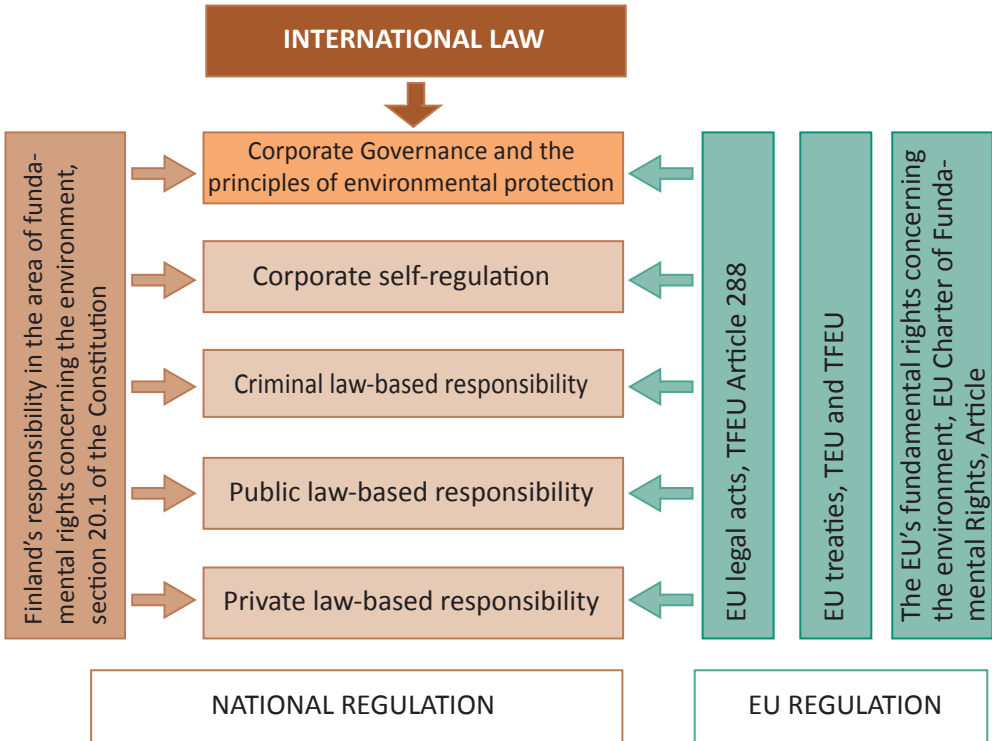 INTERNATIONAL LAW
Finland's responsibility in the area of funda-
mental rights concerning the environment,
section 20.1 of the Constitution
Corporate Governance and the
principles of environmental protection
Corporate self-regulation
Criminal law-based responsibility
Public law-based responsibility
Private law-based responsibility
EU legal acts, TFEU Article 288
EU treaties, TEU and TFEU
The EU's fundamental rights concerning
the environment, EU Charter of Funda-
mental Rights, Article
NATIONAL REGULATION
EU REGULATION